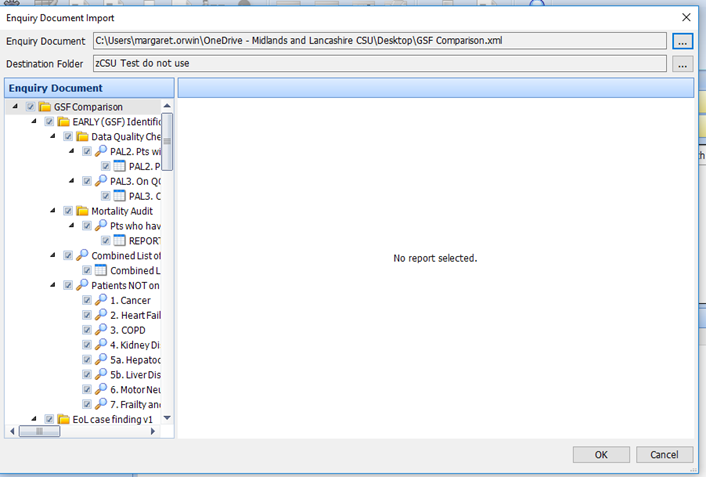 Enquiry Document Import
Enquiry Document C:\Users\margaret.orwin\OneDrive - Midlands and Lancashire CSU\Desktop\GSF Comparison.xml ...
Destination Folder zCSU Test do not use ...
Enquiry Document
GSF Comparison
EARLY (GSF) Identific
Data Quality Che
PAL2. Pts wi
PAL2. P
PAL3. On QO
PAL3. C
Mortality Audit
Pts who hav
REPORT
Combined List of
Combined L
Patients NOT on
1. Cancer
2. Heart Fail
3. COPD
4. Kidney Di
5a. Hepatoc
5b. Liver Dis
6. Motor Neu
7. Frailty and
EoL case finding v1
No report selected.
OK Cancel